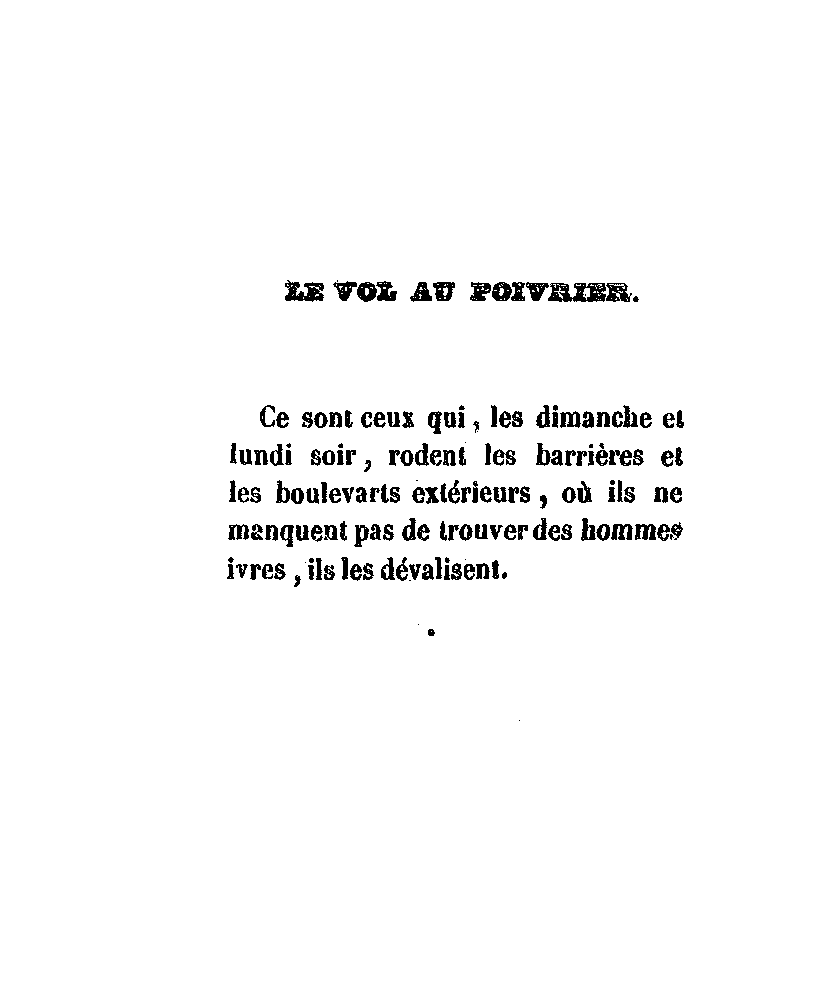 LE VOL AU POIVRIER.
Ce sont ceux qui, les dimanche et
lundi soir, rodent les barrières et
les boulevarts extérieurs, où ils ne
manquent pas de trouver des hommes
ivres, ils les dévalisent.